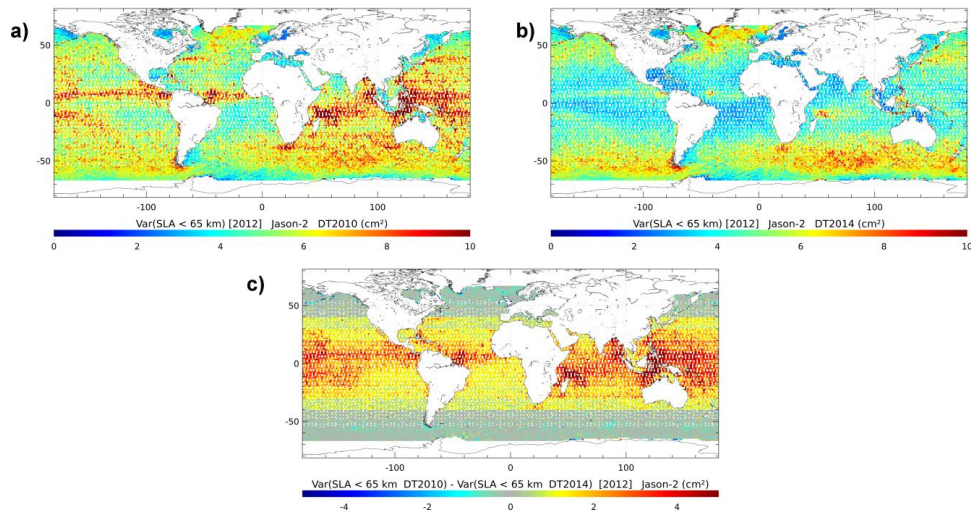 a)
50
0
-50
-100
0
100
Var(SLA < 65 km) [2012] Jason-2 DT2010 (cm²)
0 2 4 6 8 10
b)
50
0
-50
-100
0
100
Var(SLA < 65 km) [2012] Jason-2 DT2014 (cm²)
0 2 4 6 8 10
c)
50
0
-50
-100
0
100
Var(SLA < 65 km DT2010) - Var(SLA < 65 km DT2014) [2012] Jason-2 (cm²)
-4 -2 0 2 4